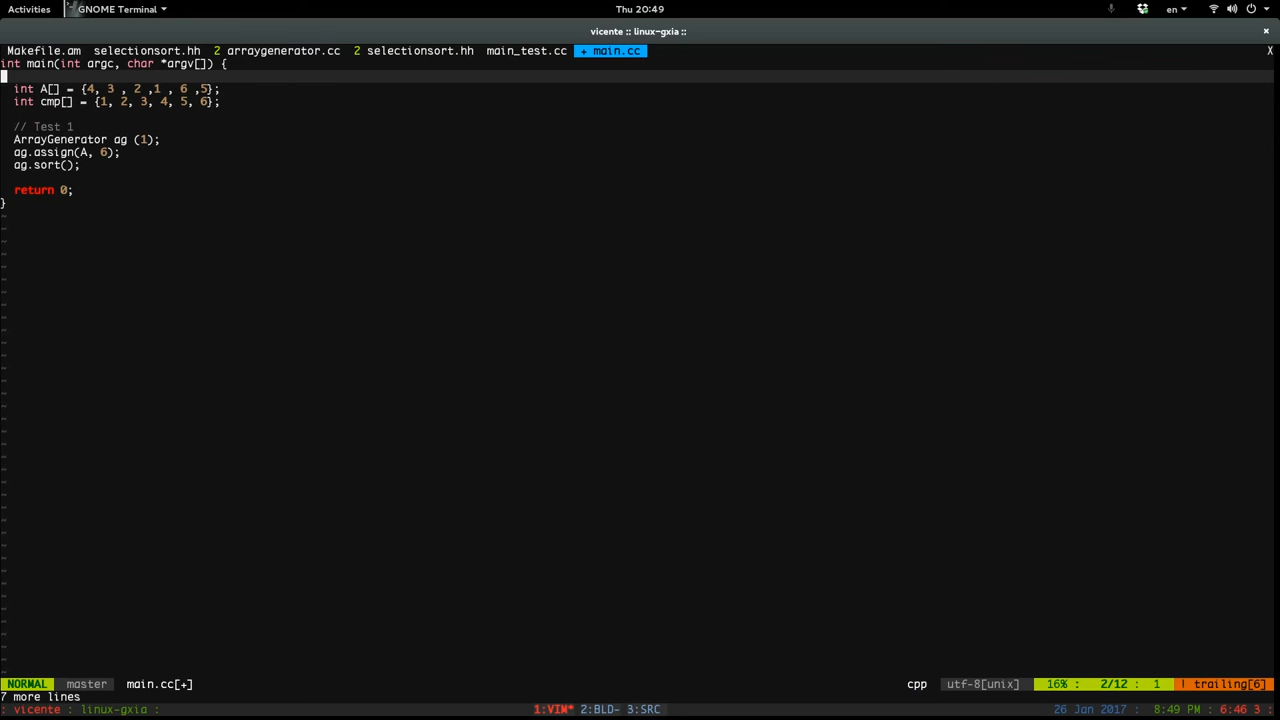 Activities GNOME Terminal Thu 20:49 en
vicente :: linux-gxia ::
Makefile.am selectionsort.hh 2 arraygenerator.cc 2 selectionsort.hh main_test.cc + main.cc X
int main(int argc, char *argv[]) {
int A[] = {4, 3 , 2 ,1 , 6 ,5};
int cmp[] = {1, 2, 3, 4, 5, 6};
// Test 1
ArrayGenerator ag (1);
ag.assign(A, 6);
ag.sort();
return 0;
}
NORMAL master main.cc[+] cpp utf-8[unix] 16% : 2/12 : 1 ! trailing[6]
7 more lines
: vicente : linux-gxia : 1:VIM* 2:BLD- 3:SRC 26 Jan 2017 : 8:49 PM : 6:46 3 :